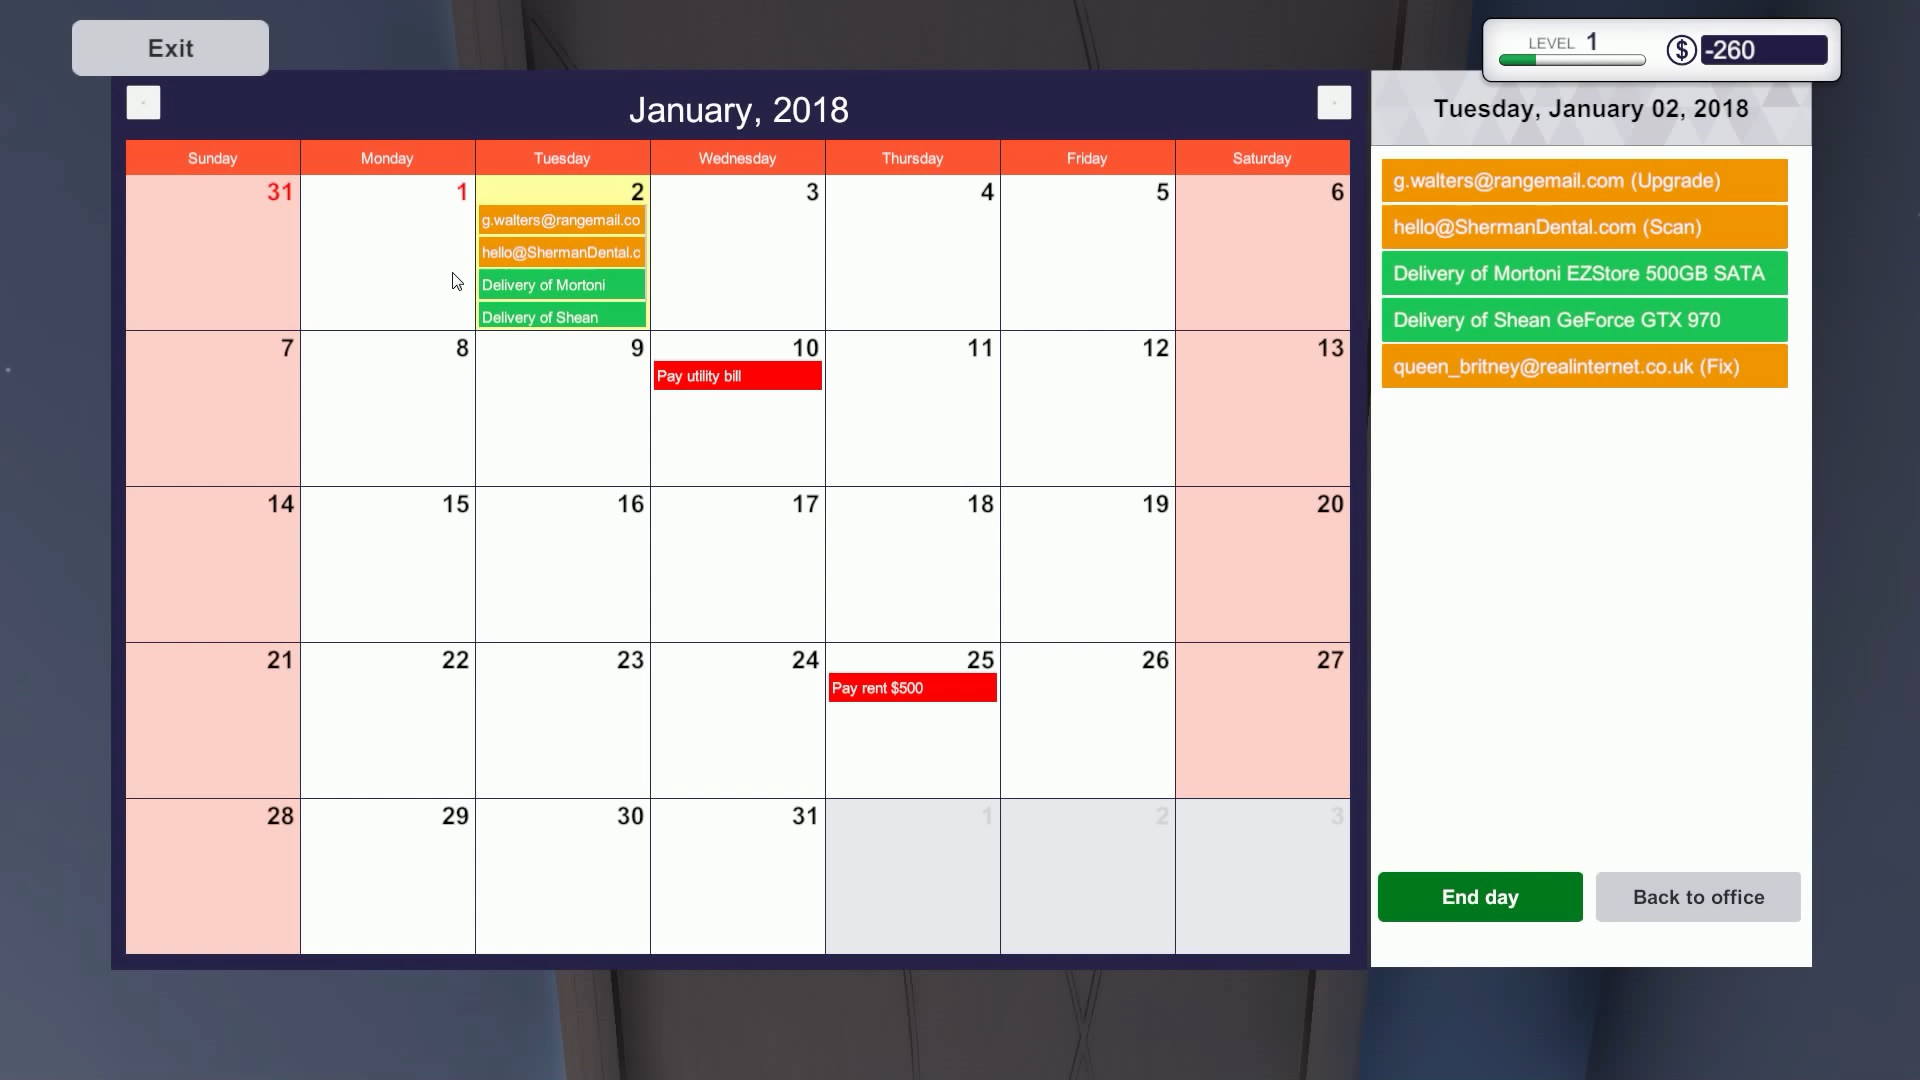 Exit
LEVEL 1
$ -260
January, 2018
Sunday Monday Tuesday Wednesday Thursday Friday Saturday
31 1 2 3 4 5 6
g.walters@rangemail.co
hello@ShermanDental.c
Delivery of Mortoni
Delivery of Shean
7 8 9 10 11 12 13
Pay utility bill
14 15 16 17 18 19 20
21 22 23 24 25 26 27
Pay rent $500
28 29 30 31 1 2 3
Tuesday, January 02, 2018
g.walters@rangemail.com (Upgrade)
hello@ShermanDental.com (Scan)
Delivery of Mortoni EZStore 500GB SATA
Delivery of Shean GeForce GTX 970
queen_britney@realinternet.co.uk (Fix)
End day
Back to office